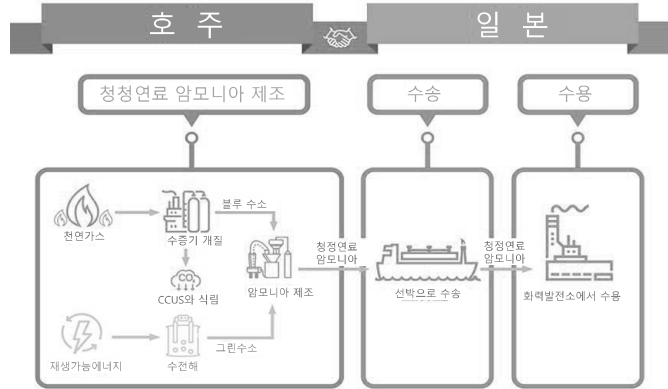 호 주
일 본
청청연료 암모니아 제조
수송
수용
천연가스
수증기 개질
블루 수소
CO₂
CCUS와 식림
암모니아 제조
재생가능에너지
수전해
그린수소
청정연료
암모니아
선박으로 수송
청정연료
암모니아
화력발전소에서 수용